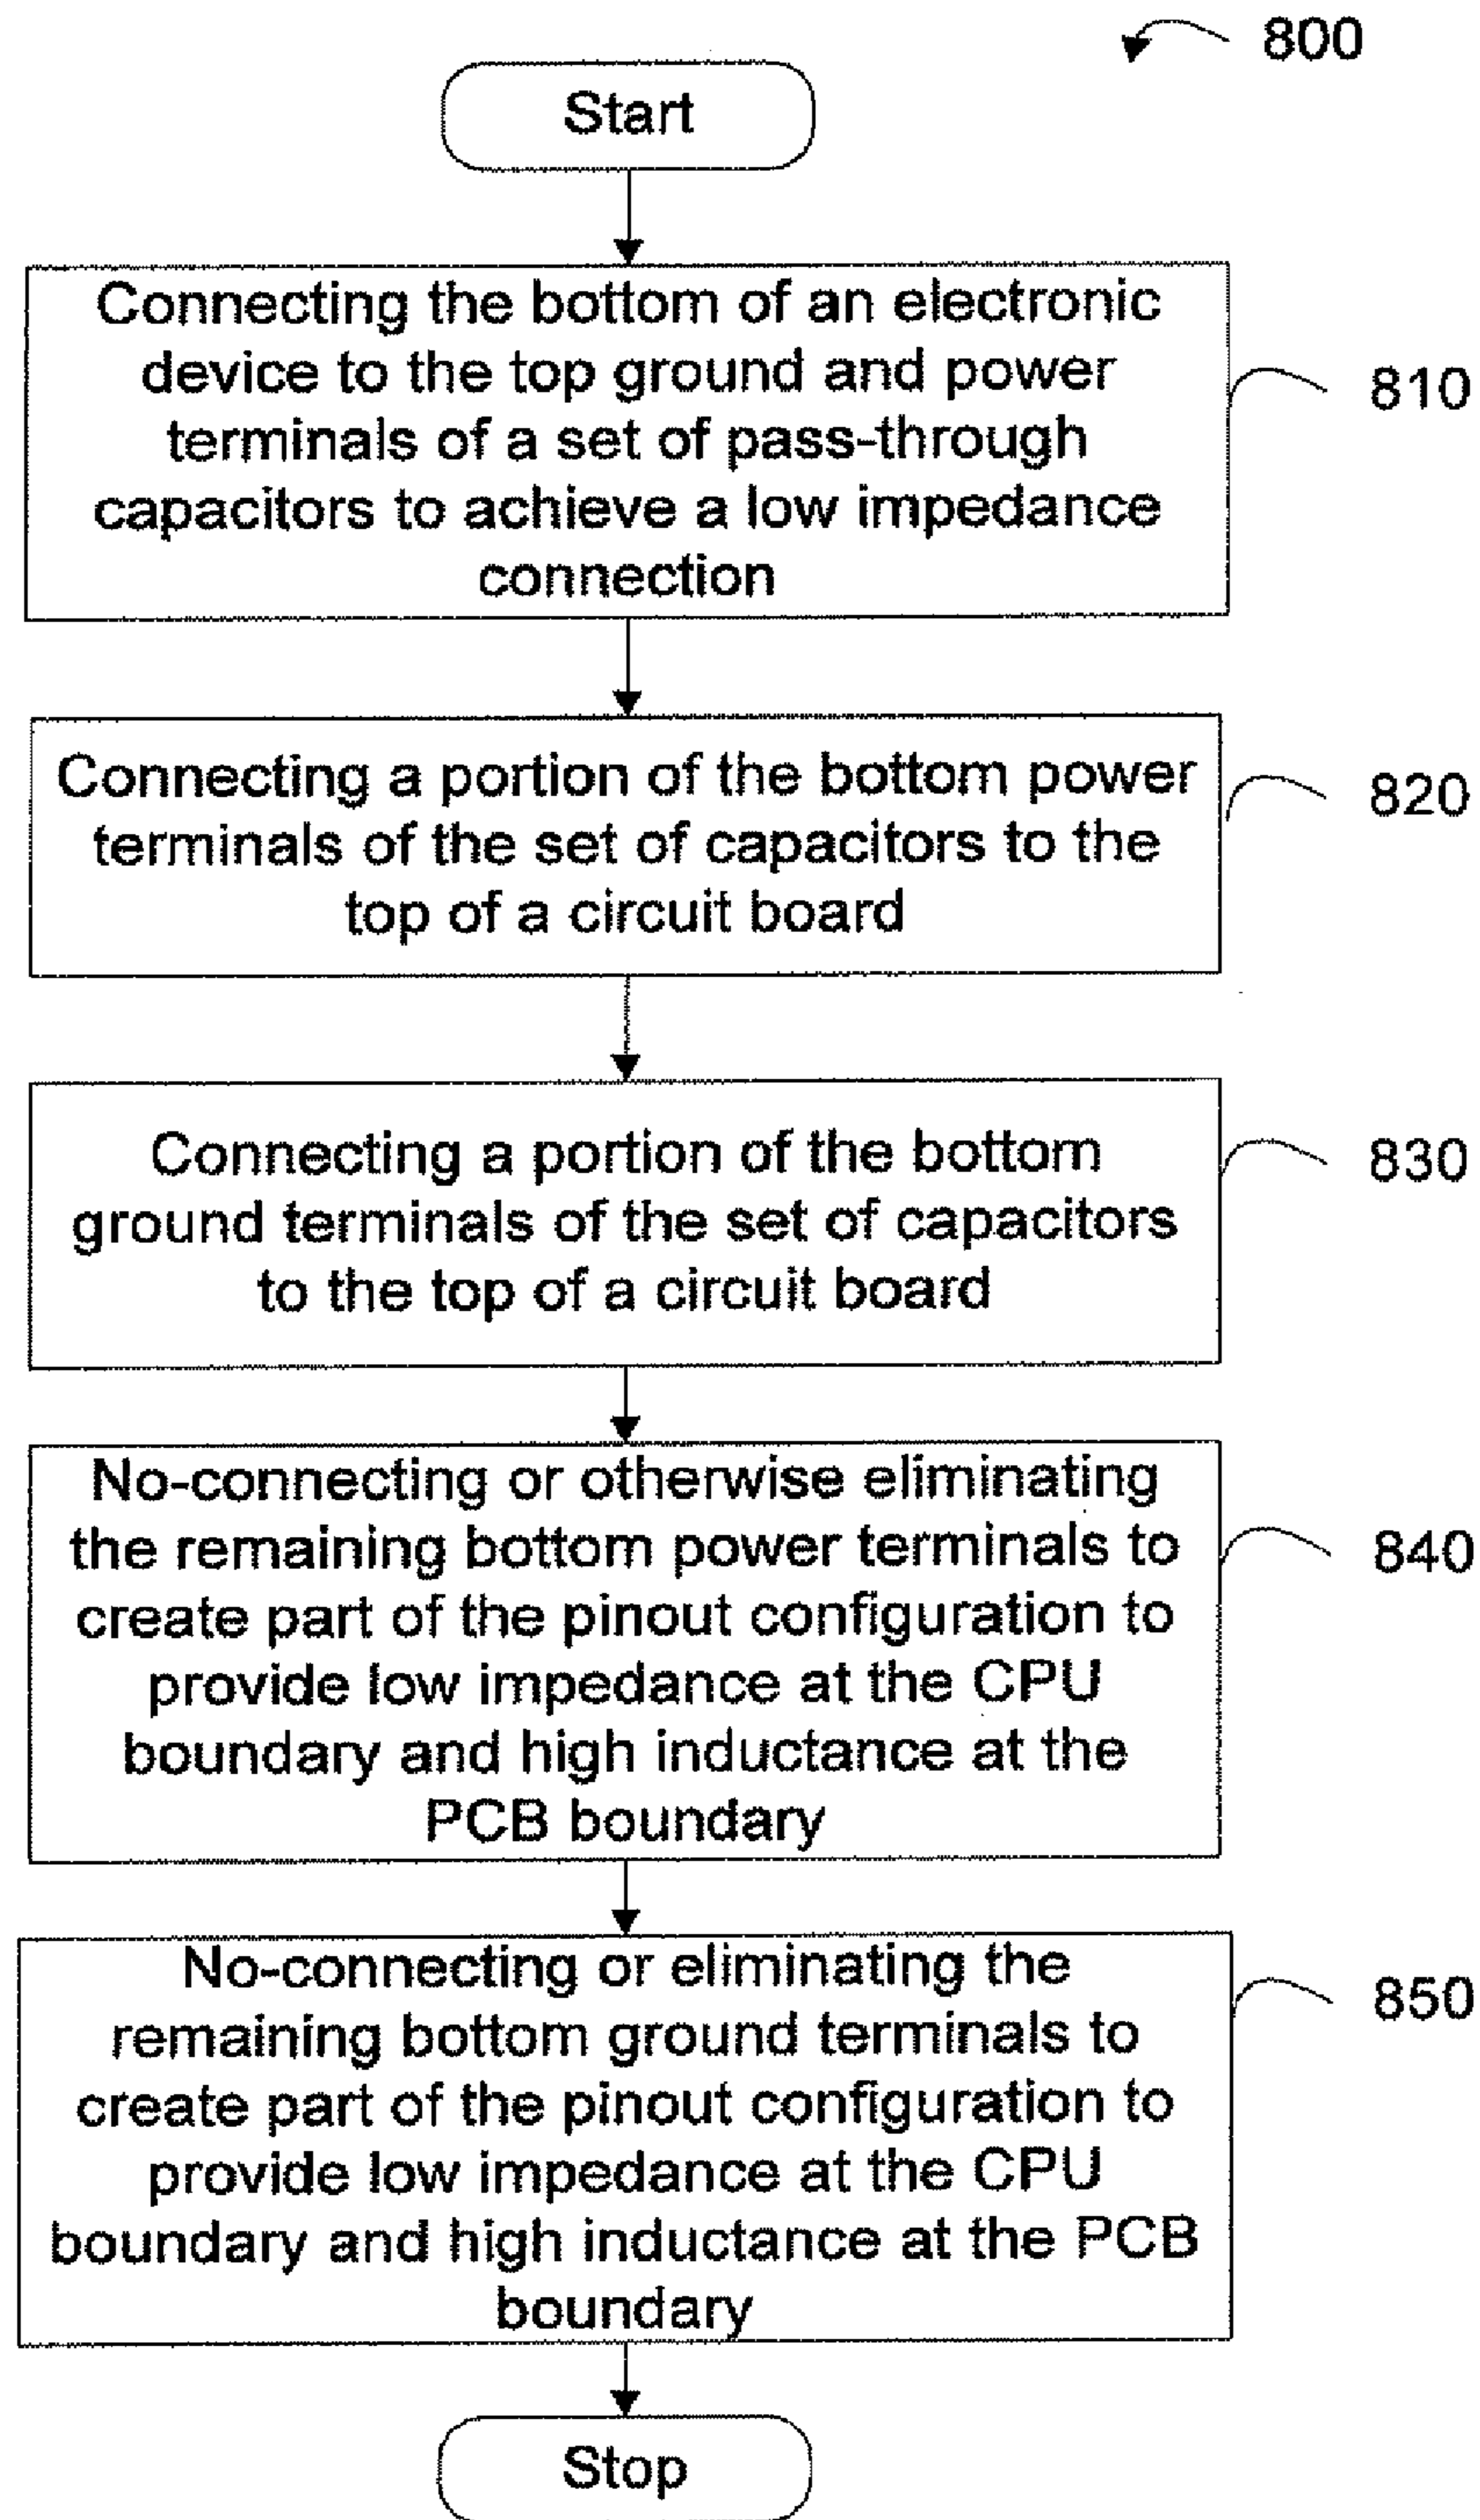 800
Start
Connecting the bottom of an electronic
device to the top ground and power
terminals of a set of pass-through
capacitors to achieve a low impedance
connection
810
Connecting a portion of the bottom power
terminals of the set of capacitors to the
top of a circuit board
820
Connecting a portion of the bottom
ground terminals of the set of capacitors
to the top of a circuit board
830
No-connecting or otherwise eliminating
the remaining bottom power terminals to
create part of the pinout configuration to
provide low impedance at the CPU
boundary and high inductance at the
PCB boundary
840
No-connecting or eliminating the
remaining bottom ground terminals to
create part of the pinout configuration to
provide low impedance at the CPU
boundary and high inductance at the PCB
boundary
850
Stop